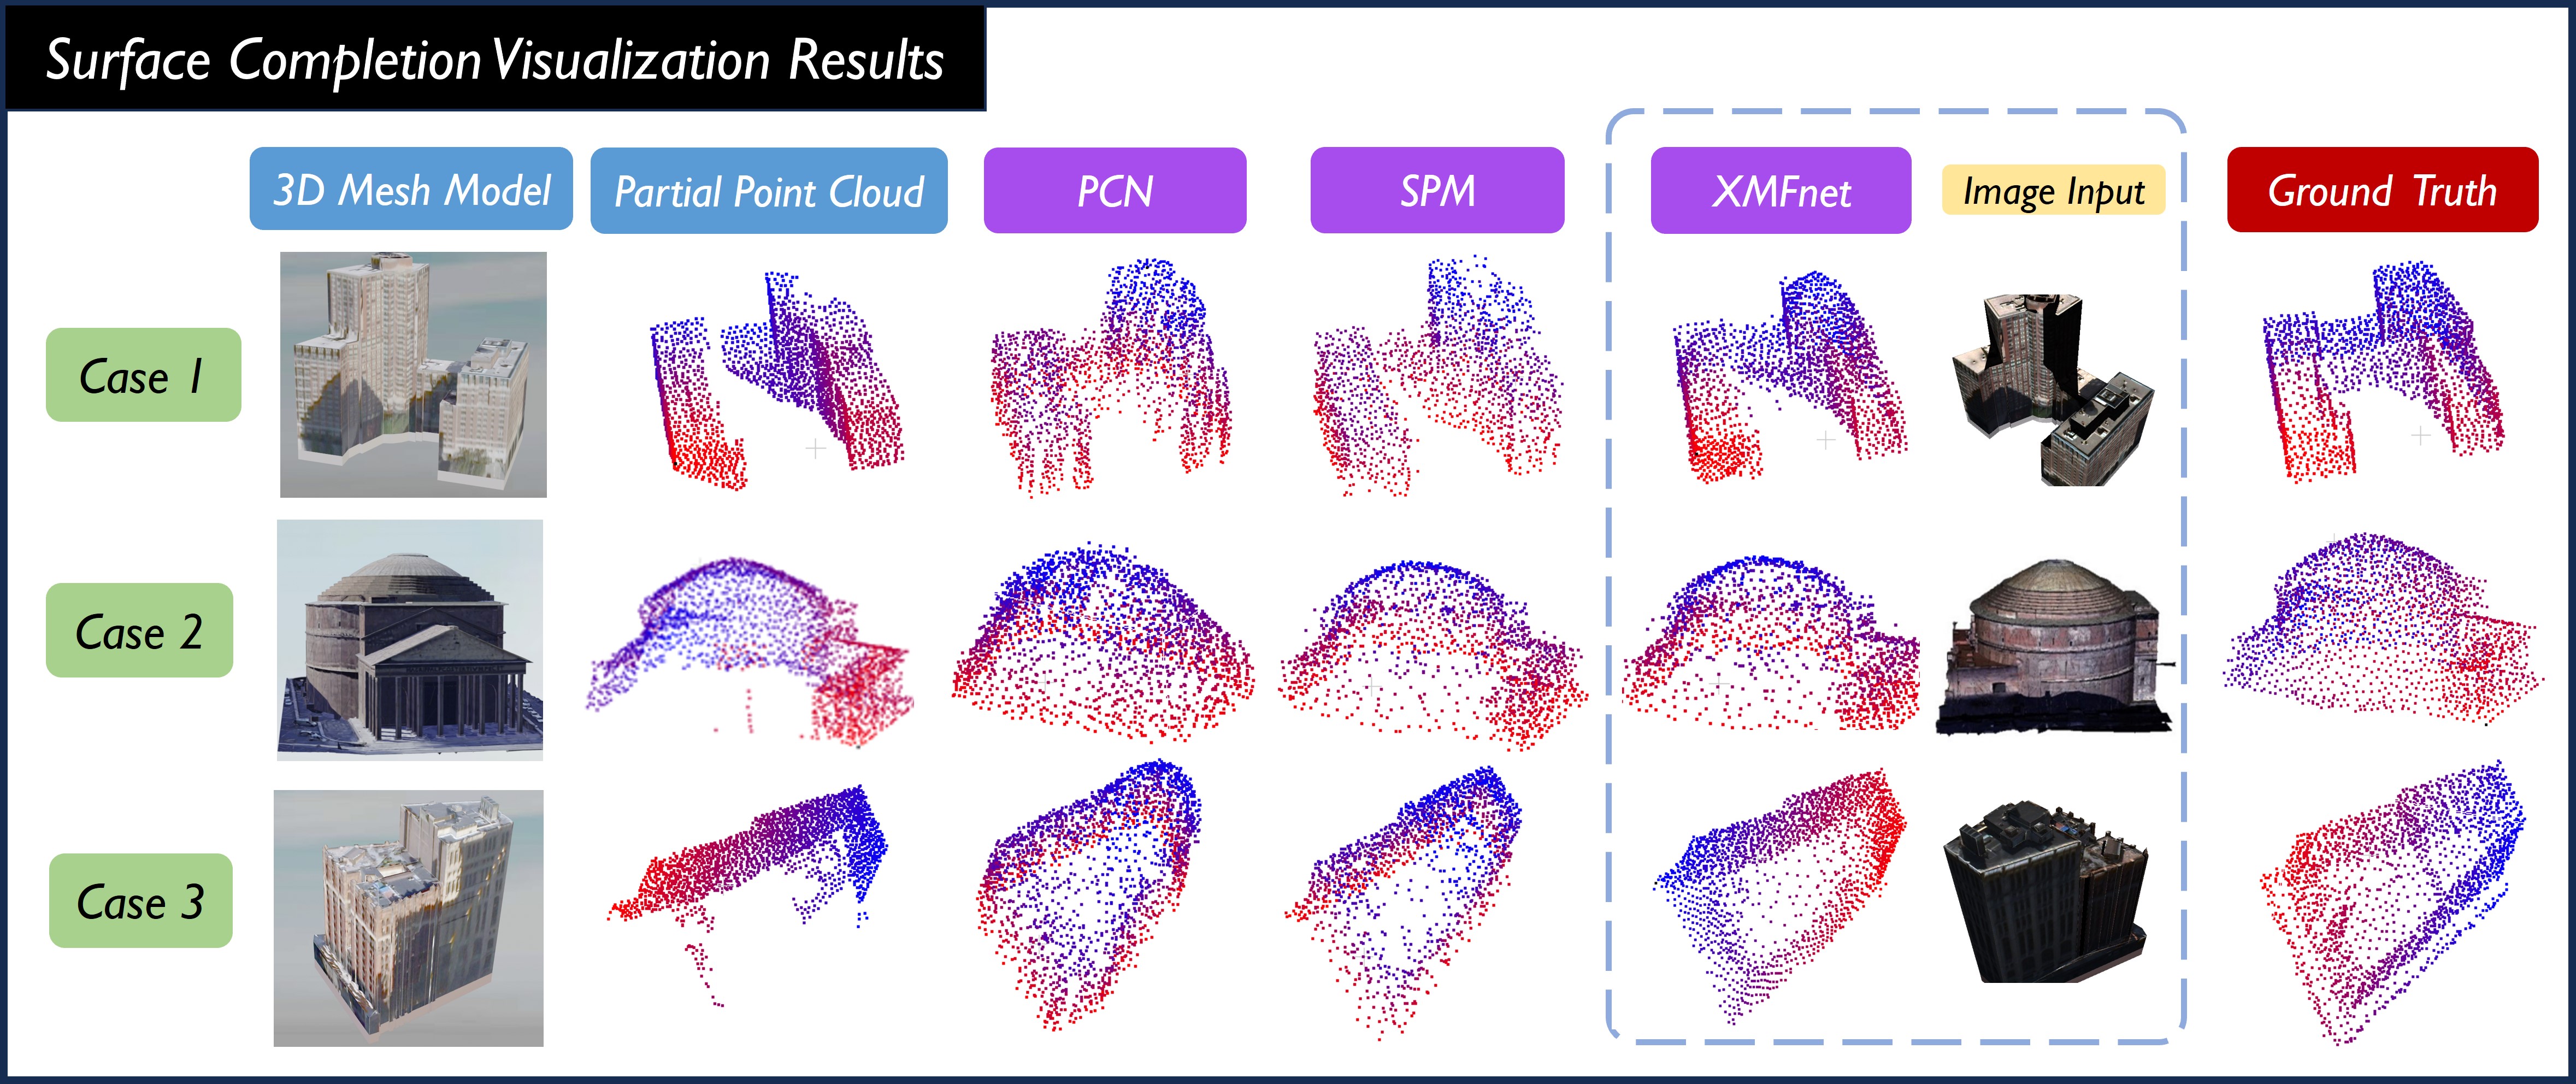 Surface Completion Visualization Results
3D Mesh Model
Partial Point Cloud
PCN
SPM
XMFnet
Image Input
Ground Truth
Case 1
Case 2
Case 3